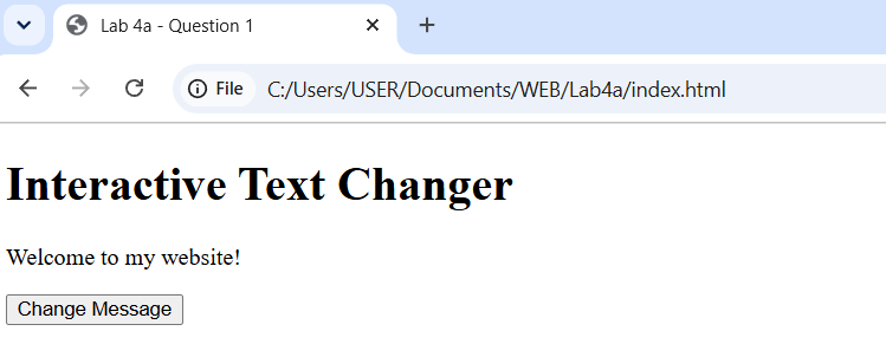 Lab 4a - Question 1
File C:/Users/USER/Documents/WEB/Lab4a/index.html
Interactive Text Changer
Welcome to my website!
Change Message